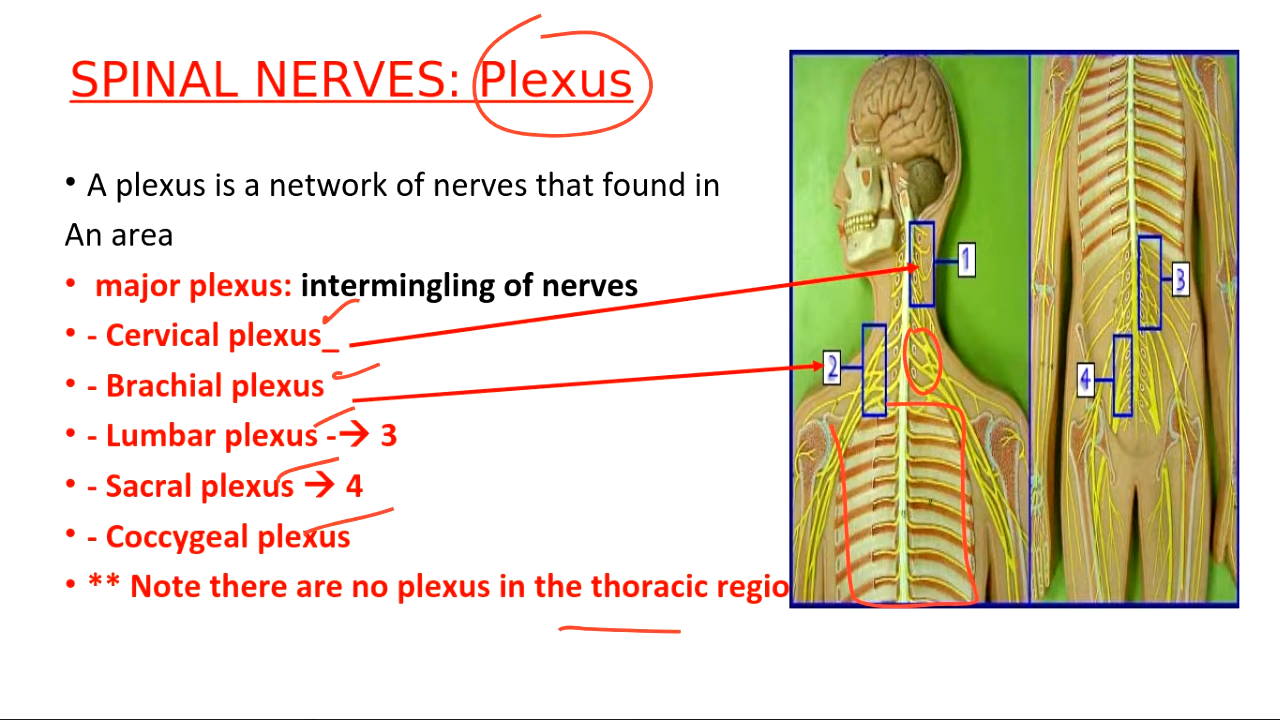 SPINAL NERVES: Plexus
• A plexus is a network of nerves that found in
An area
• major plexus: intermingling of nerves
• - Cervical plexus_
• - Brachial plexus
• - Lumbar plexus -→ 3
• - Sacral plexus → 4
• - Coccygeal plexus
• ** Note there are no plexus in the thoracic regio
1
2
3
4